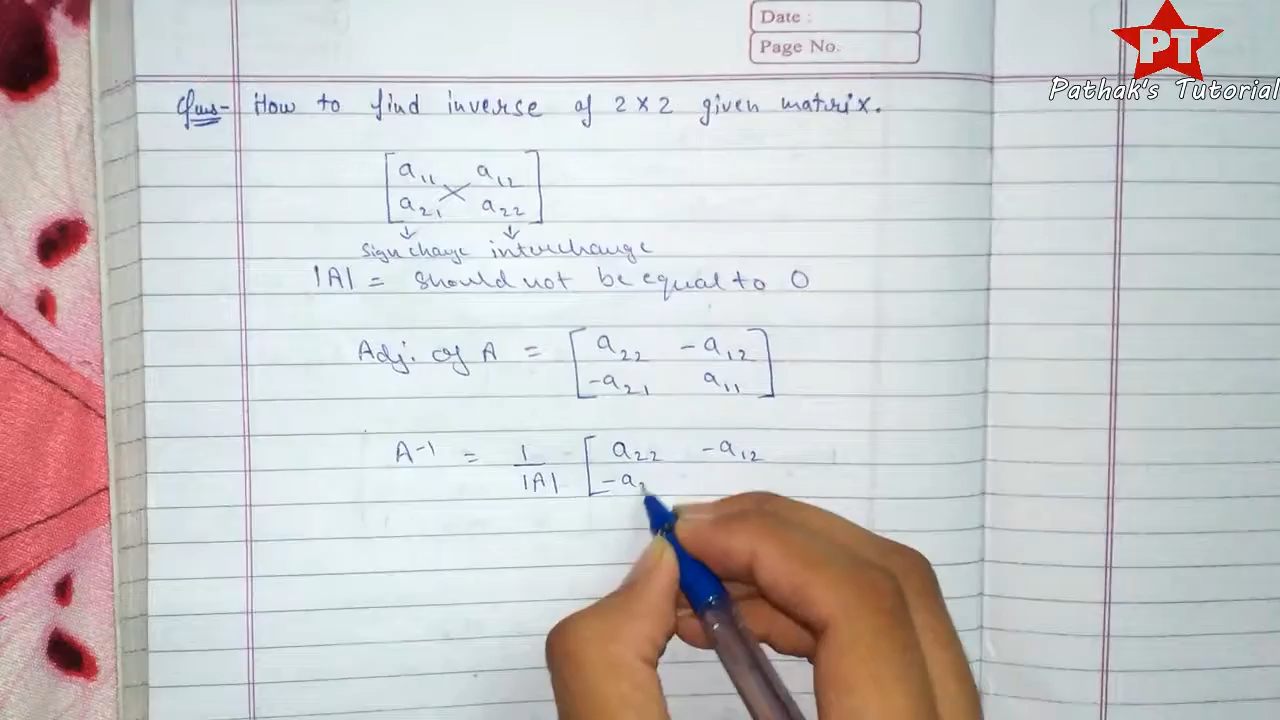 Date :
Page No.
PT
Pathak's Tutorial
Ques- How to find inverse of 2×2 given matrix.
a₁₁ a₁₂
a₂₁ a₂₂
↓ ↓
Sign change interchange
|A| = should not be equal to 0
Adj. of A = [ a₂₂ -a₁₂
-a₂₁ a₁₁ ]
A-1 = 1/|A| [ a₂₂ -a₁₂
-a₂